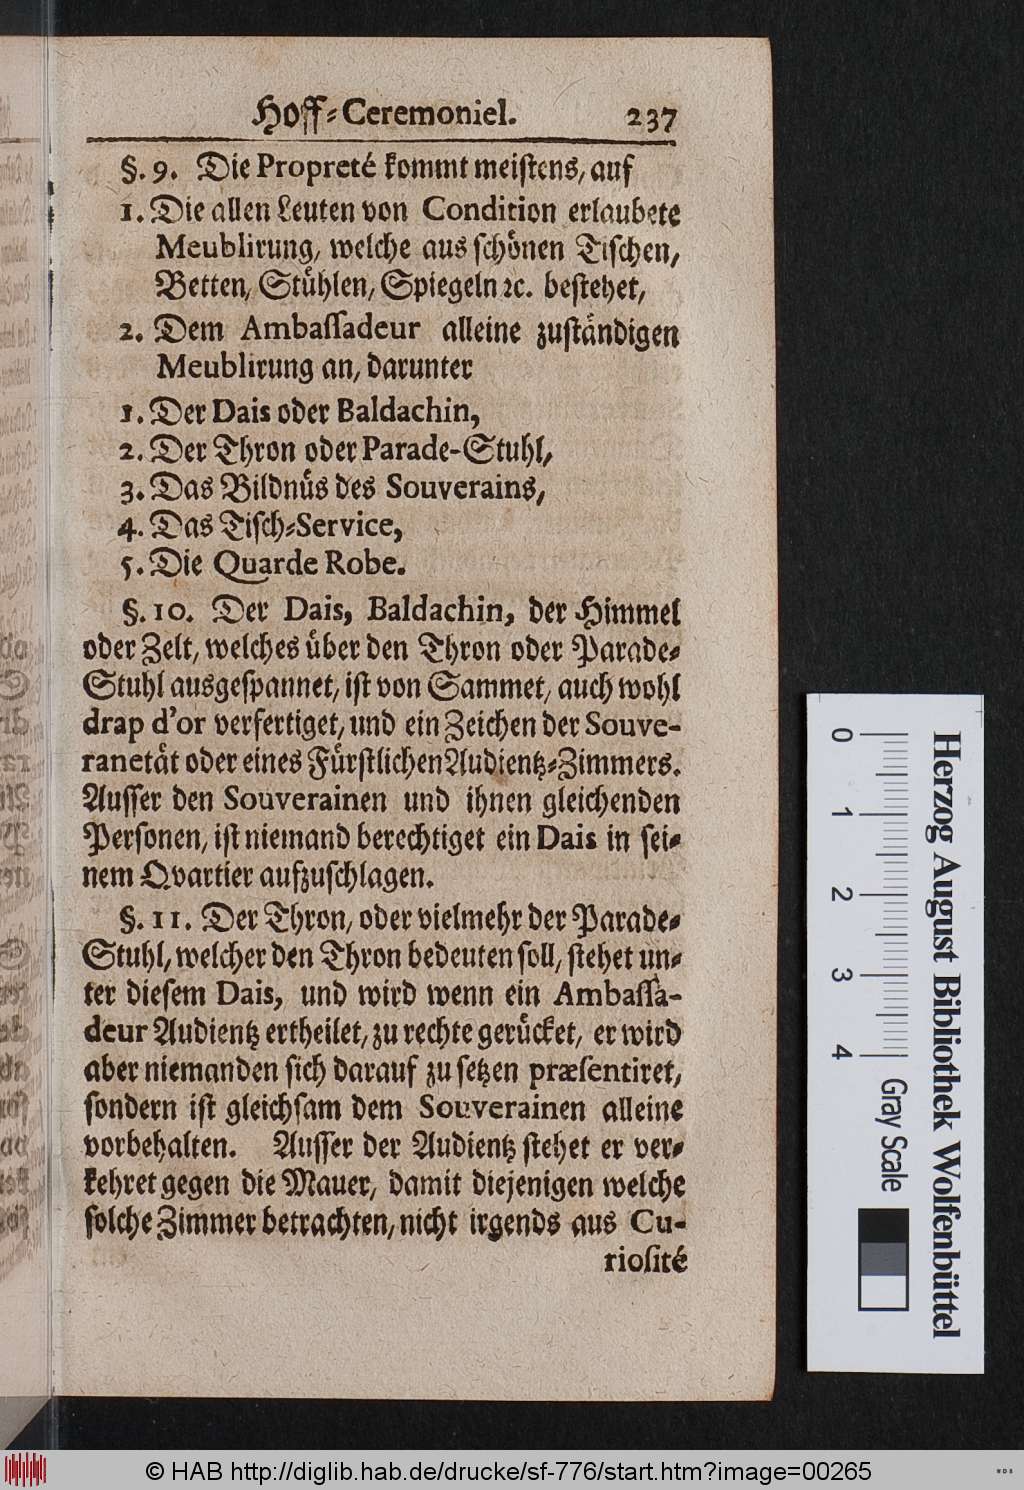 Hoff-Ceremoniel. 237
§. 9. Die Propreté kommt meistens, auf
1. Die allen Leuten von Condition erlaubete
Meublirung, welche aus schönen Tischen,
Betten, Stühlen, Spiegeln ꝛc. bestehet,
2. Dem Ambassadeur alleine zuständigen
Meublirung an, darunter
1. Der Dais oder Baldachin,
2. Der Thron oder Parade-Stuhl,
3. Das Bildnüs des Souverains,
4. Das Tisch-Service,
5. Die Quarde Robe.
§. 10. Der Dais, Baldachin, der Himmel
oder Zelt, welches über den Thron oder Parade-
Stuhl ausgespannet, ist von Sammet, auch wohl
drap d'or verfertiget, und ein Zeichen der Souve-
ranetät oder eines Fürstlichen Audientz-Zimmers.
Ausser den Souverainen und ihnen gleichenden
Personen, ist niemand berechtiget ein Dais in sei-
nem Qvartier aufzuschlagen.
§. 11. Der Thron, oder vielmehr der Parade-
Stuhl, welcher den Thron bedeuten soll, stehet un-
ter diesem Dais, und wird wenn ein Ambassa-
deur Audientz ertheilet, zu rechte gerücket, er wird
aber niemanden sich darauf zu setzen præsentiret,
sondern ist gleichsam dem Souverainen alleine
vorbehalten. Ausser der Audientz stehet er ver-
kehret gegen die Mauer, damit diejenigen welche
solche Zimmer betrachten, nicht irgends aus Cu-
riosité
0 1 2 3 4 Gray Scale
Herzog August Bibliothek Wolfenbüttel
© HAB http://diglib.hab.de/drucke/sf-776/start.htm?image=00265